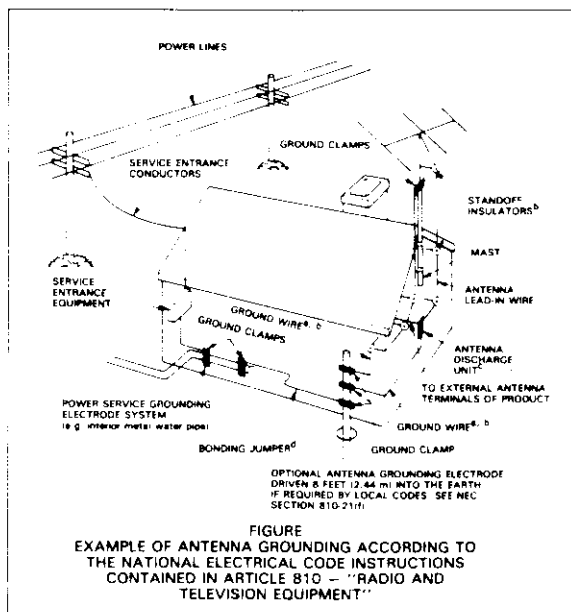 POWER LINES
GROUND CLAMPS
SERVICE ENTRANCE
CONDUCTORS
STANDOFF
INSULATORS^b
MAST
SERVICE
ENTRANCE
EQUIPMENT
ANTENNA
LEAD-IN WIRE
GROUND WIRE^a, b
GROUND CLAMPS
ANTENNA
DISCHARGE
UNIT^c
TO EXTERNAL ANTENNA
TERMINALS OF PRODUCT
POWER SERVICE GROUNDING
ELECTRODE SYSTEM
(e.g. interior metal water pipe)
GROUND WIRE^a, b
BONDING JUMPER^d
GROUND CLAMP
OPTIONAL ANTENNA GROUNDING ELECTRODE
DRIVEN 8 FEET (2.44 m) INTO THE EARTH
IF REQUIRED BY LOCAL CODES SEE NEC
SECTION 810-21(f)
FIGURE
EXAMPLE OF ANTENNA GROUNDING ACCORDING TO
THE NATIONAL ELECTRICAL CODE INSTRUCTIONS
CONTAINED IN ARTICLE 810 – "RADIO AND
TELEVISION EQUIPMENT"